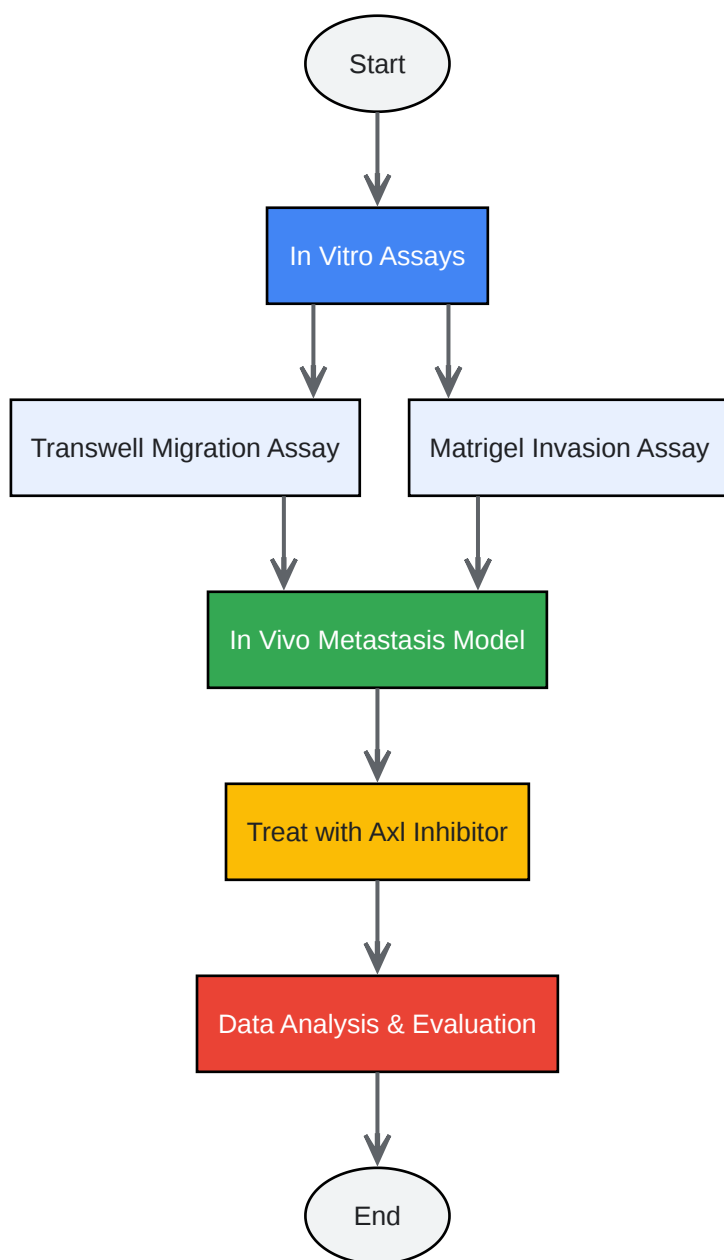 Start
In Vitro Assays
Transwell Migration Assay
Matrigel Invasion Assay
In Vivo Metastasis Model
Treat with Axl Inhibitor
Data Analysis & Evaluation
End